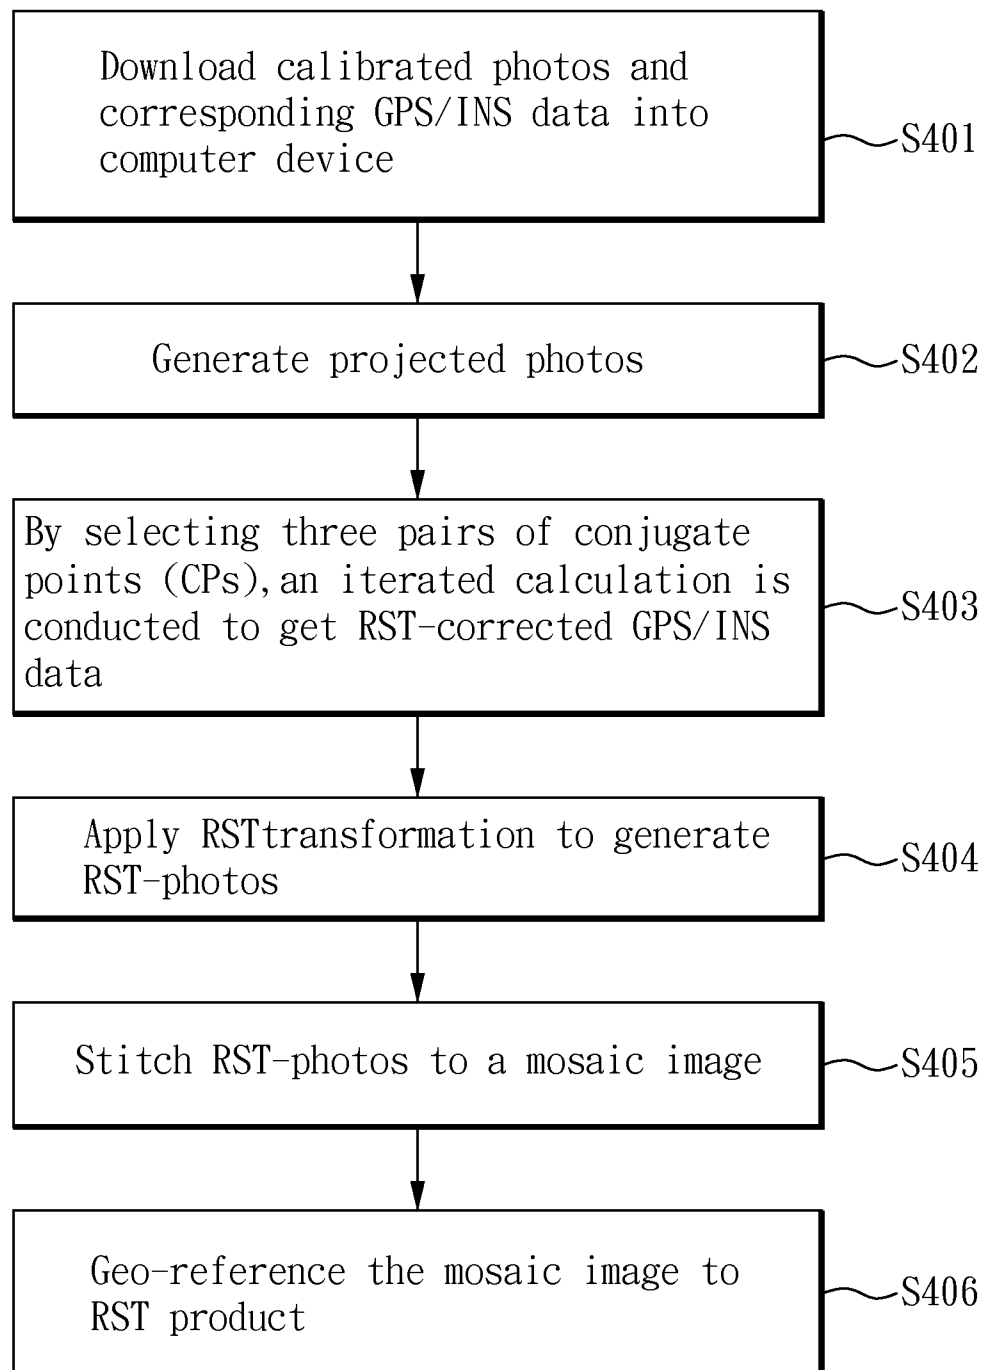 Download calibrated photos and
corresponding GPS/INS data into
computer device
S401
Generate projected photos
S402
By selecting three pairs of conjugate
points (CPs), an iterated calculation is
conducted to get RST-corrected GPS/INS
data
S403
Apply RSTtransformation to generate
RST-photos
S404
Stitch RST-photos to a mosaic image
S405
Geo-reference the mosaic image to
RST product
S406